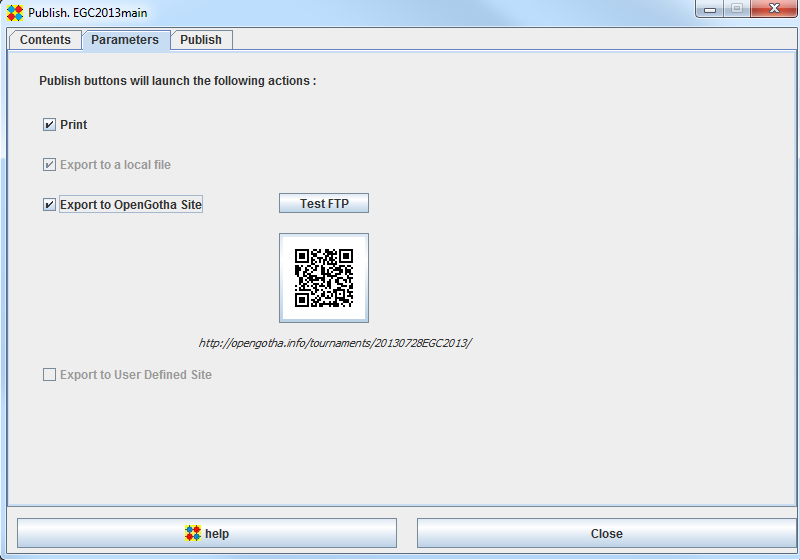 Publish. EGC2013main
Contents Parameters Publish
Publish buttons will launch the following actions :
Print
Export to a local file
Export to OpenGotha Site Test FTP
http://opengotha.info/tournaments/20130728EGC2013/
Export to User Defined Site
help Close